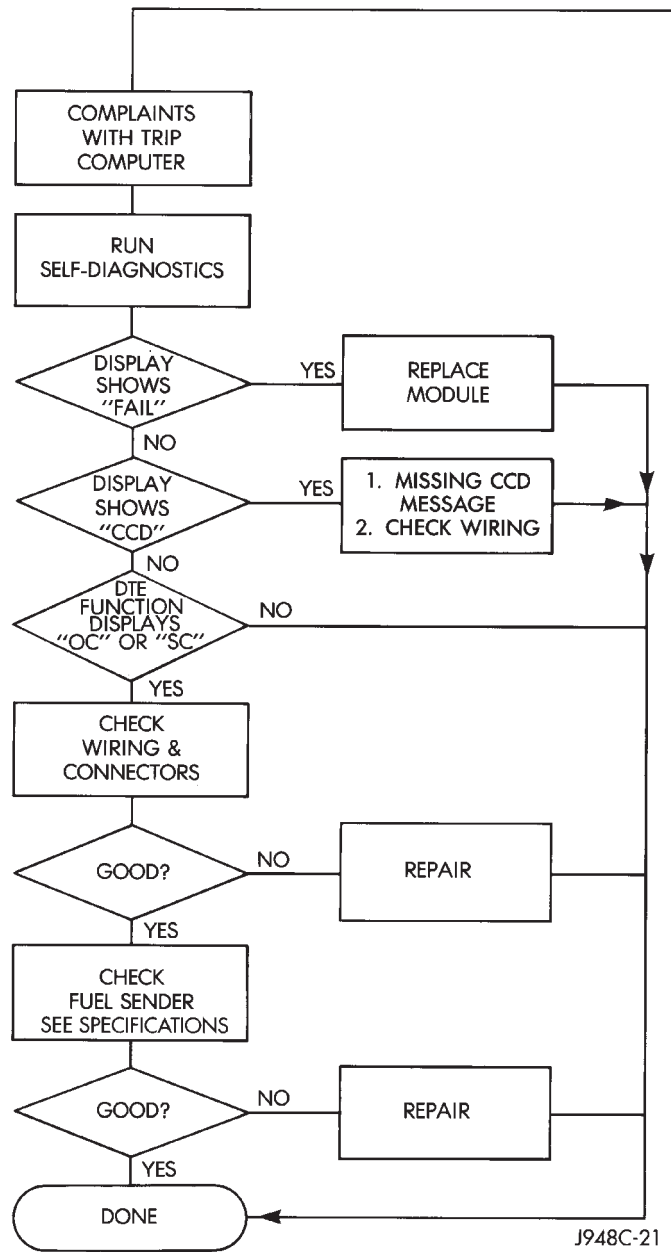 COMPLAINTS
WITH TRIP
COMPUTER
RUN
SELF-DIAGNOSTICS
DISPLAY
SHOWS
"FAIL"
YES
REPLACE
MODULE
NO
DISPLAY
SHOWS
"CCD"
YES
1. MISSING CCD
MESSAGE
2. CHECK WIRING
NO
DTE
FUNCTION
DISPLAYS
"OC" OR "SC"
NO
YES
CHECK
WIRING &
CONNECTORS
GOOD?
NO
REPAIR
YES
CHECK
FUEL SENDER
SEE SPECIFICATIONS
GOOD?
NO
REPAIR
YES
DONE
J948C-21